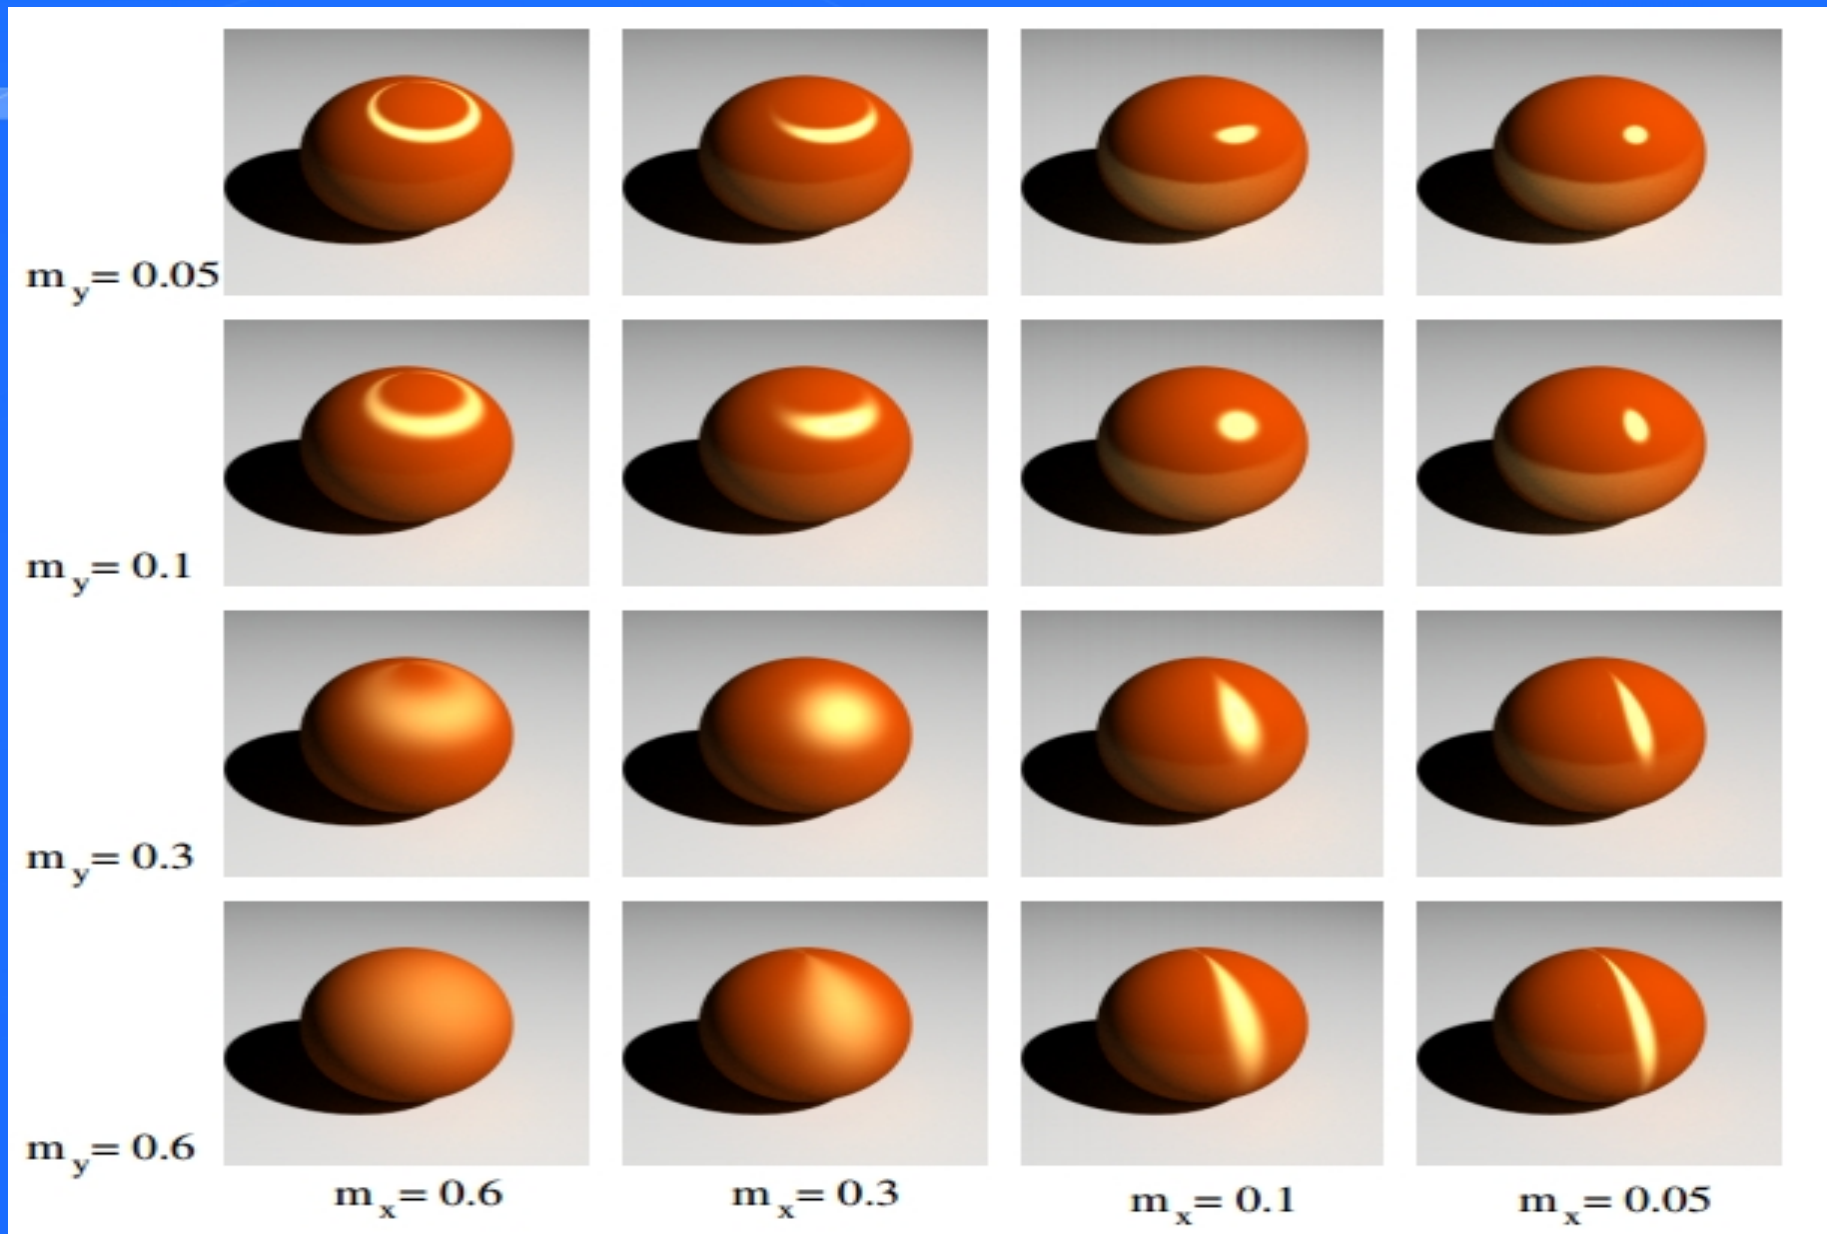 m y= 0.05
m y= 0.1
m y= 0.3
m y= 0.6
m x= 0.6
m x= 0.3
m x= 0.1
m x= 0.05